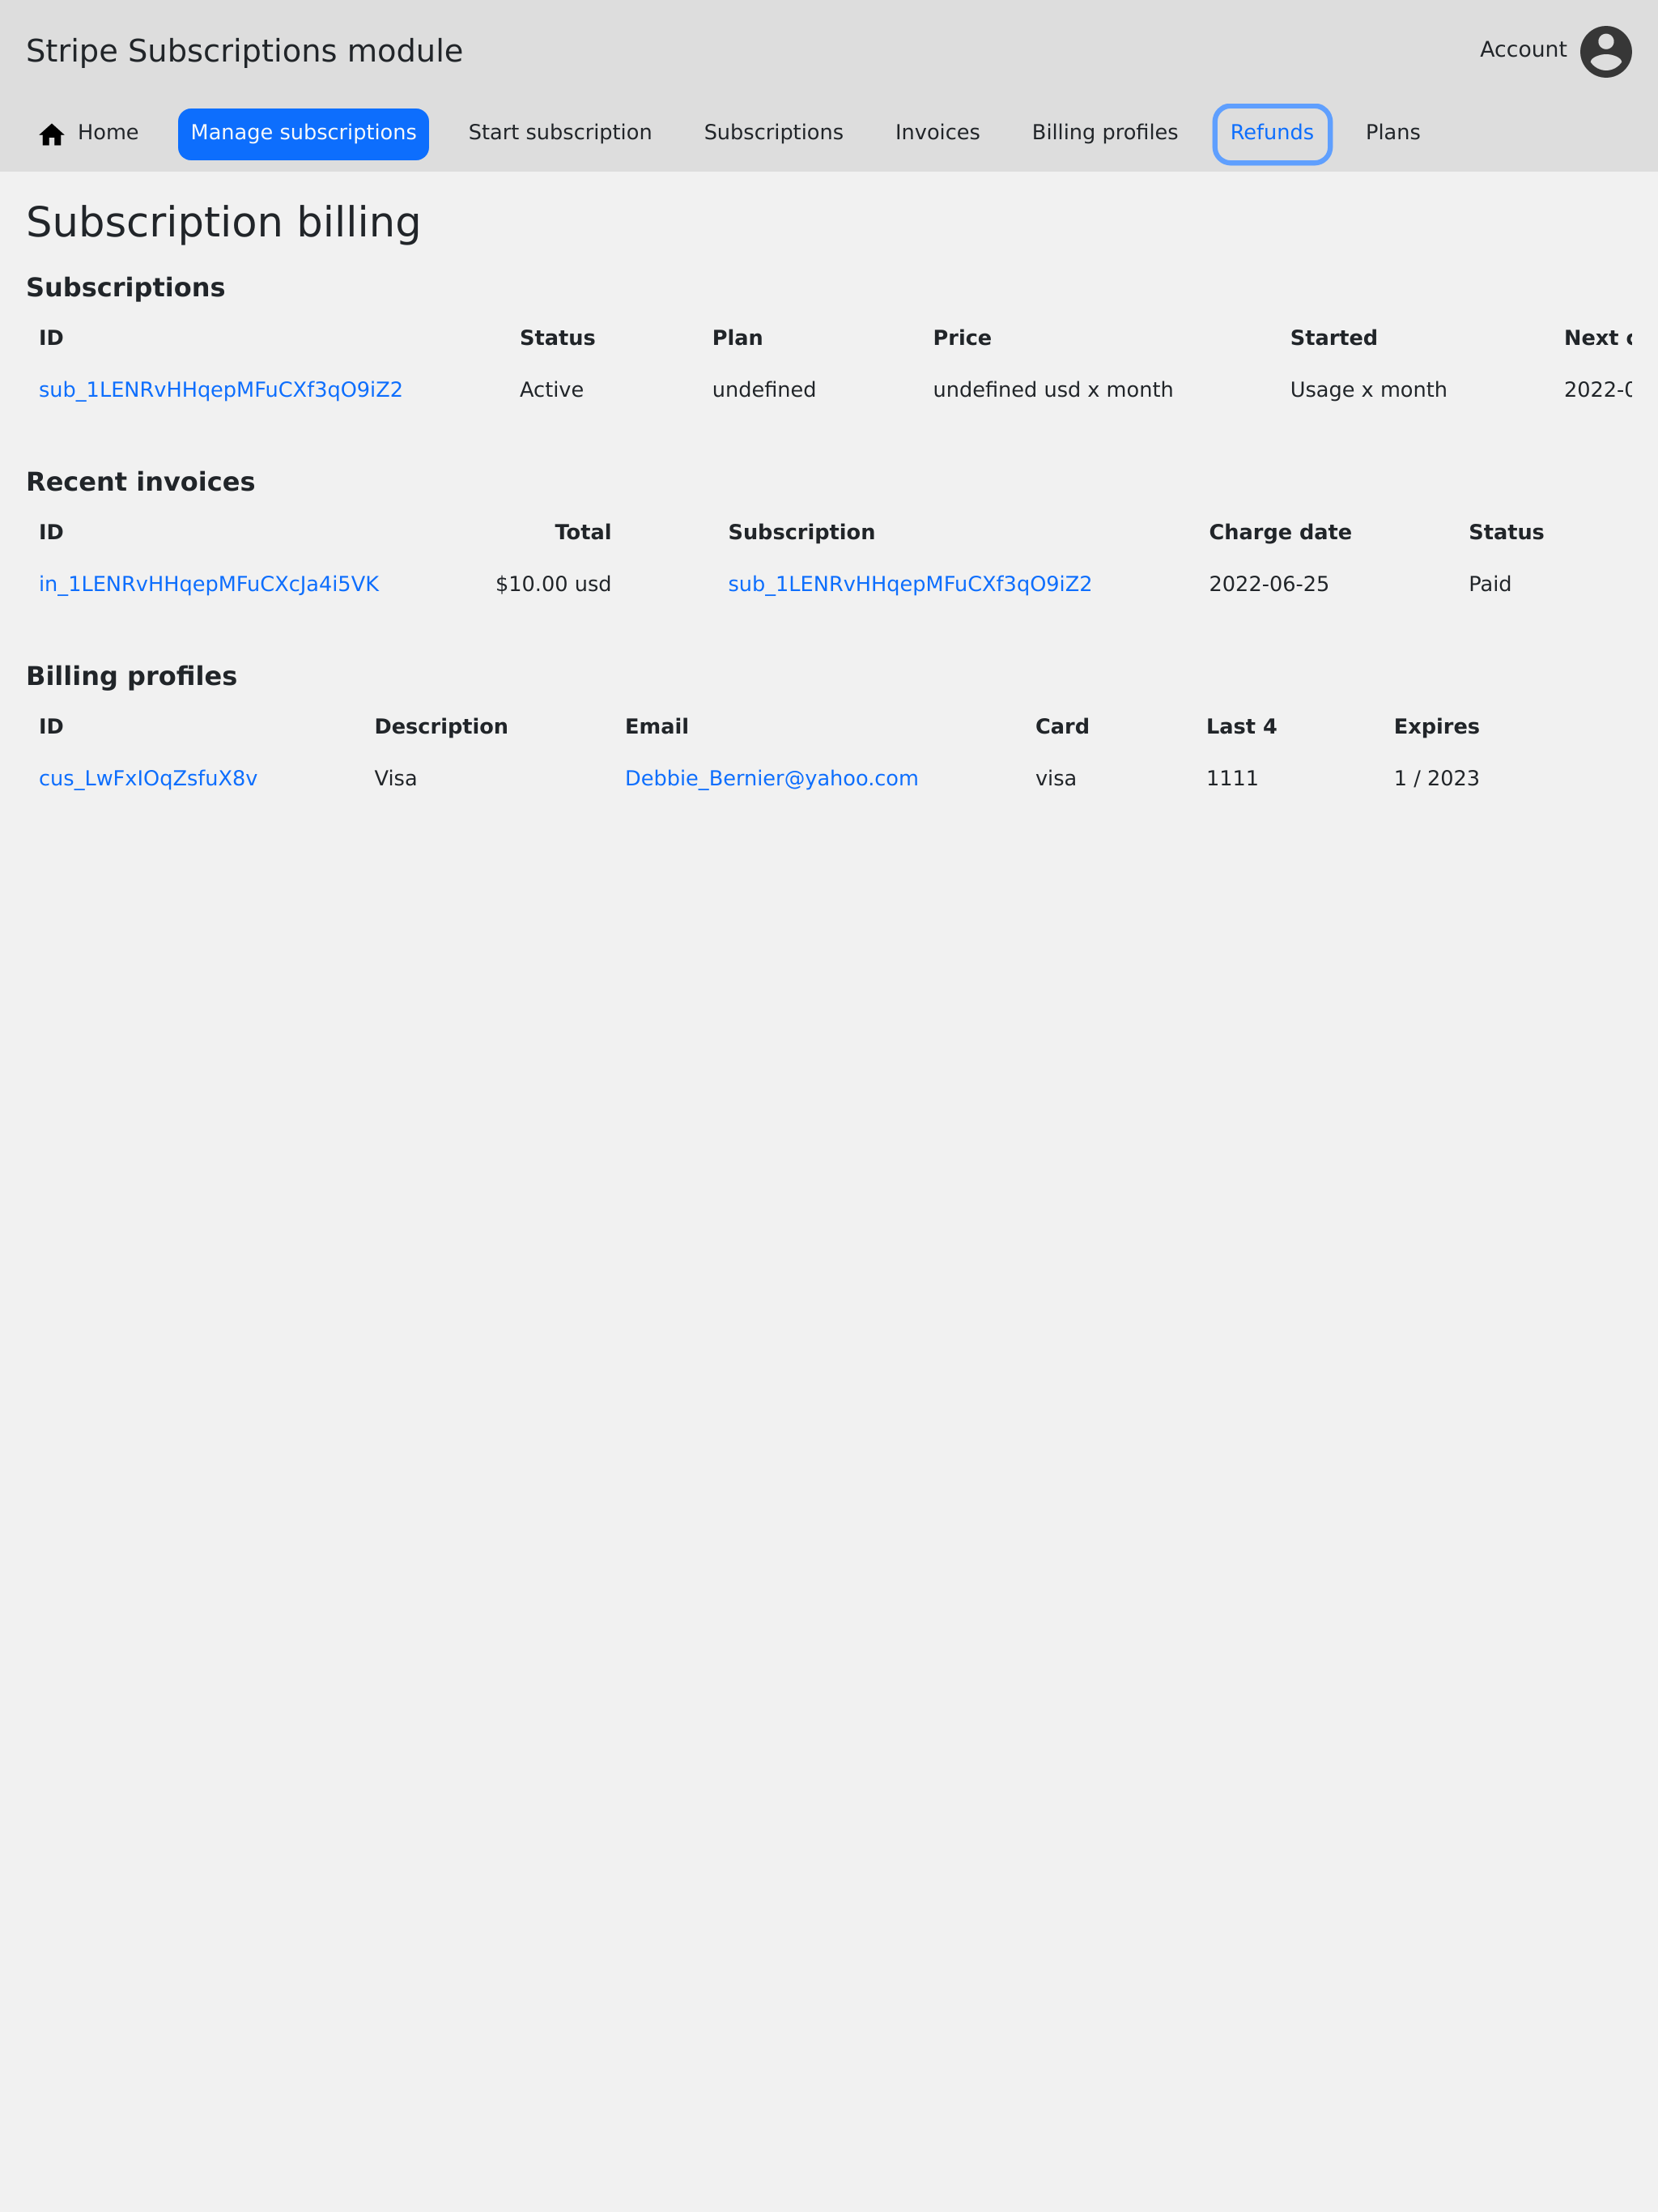 Stripe Subscriptions module
Account
Home Manage subscriptions Start subscription Subscriptions Invoices Billing profiles Refunds Plans
Subscription billing
Subscriptions
ID Status Plan Price Started Next
sub_1LENRvHHqepMFuCXf3qO9iZ2 Active undefined undefined usd x month Usage x month 2022-0
Recent invoices
ID Total Subscription Charge date Status
in_1LENRvHHqepMFuCXcJa4i5VK $10.00 usd sub_1LENRvHHqepMFuCXf3qO9iZ2 2022-06-25 Paid
Billing profiles
ID Description Email Card Last 4 Expires
cus_LwFxIOqZsfuX8v Visa Debbie_Bernier@yahoo.com visa 1111 1 / 2023